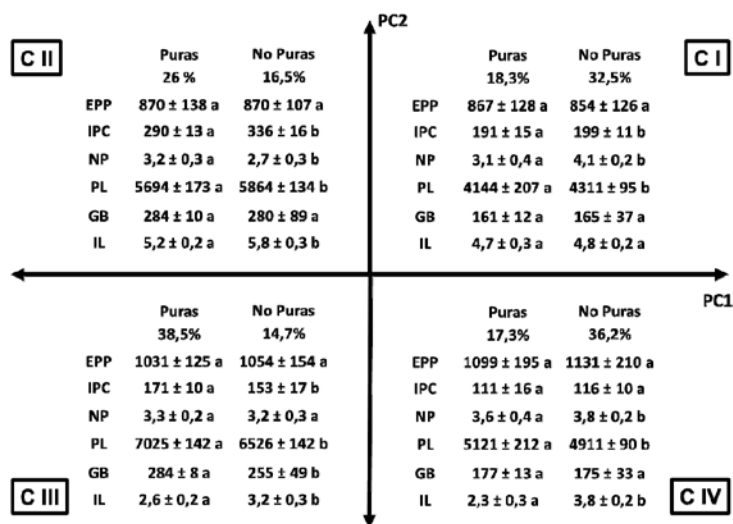 PC2
C II
Puras No Puras
26 % 16,5%
EPP 870 ± 138 a 870 ± 107 a
IPC 290 ± 13 a 336 ± 16 b
NP 3,2 ± 0,3 a 2,7 ± 0,3 b
PL 5694 ± 173 a 5864 ± 134 b
GB 284 ± 10 a 280 ± 89 a
IL 5,2 ± 0,2 a 5,8 ± 0,3 b
C I
Puras No Puras
18,3% 32,5%
EPP 867 ± 128 a 854 ± 126 a
IPC 191 ± 15 a 199 ± 11 b
NP 3,1 ± 0,4 a 4,1 ± 0,2 b
PL 4144 ± 207 a 4311 ± 95 b
GB 161 ± 12 a 165 ± 37 a
IL 4,7 ± 0,3 a 4,8 ± 0,2 a
PC1
Puras No Puras
38,5% 14,7%
EPP 1031 ± 125 a 1054 ± 154 a
IPC 171 ± 10 a 153 ± 17 b
NP 3,3 ± 0,2 a 3,2 ± 0,3 a
PL 7025 ± 142 a 6526 ± 142 b
GB 284 ± 8 a 255 ± 49 b
IL 2,6 ± 0,2 a 3,2 ± 0,3 b
C III
Puras No Puras
17,3% 36,2%
EPP 1099 ± 195 a 1131 ± 210 a
IPC 111 ± 16 a 116 ± 10 a
NP 3,6 ± 0,4 a 3,8 ± 0,2 b
PL 5121 ± 212 a 4911 ± 90 b
GB 177 ± 13 a 175 ± 33 a
IL 2,3 ± 0,3 a 3,8 ± 0,2 b
C IV